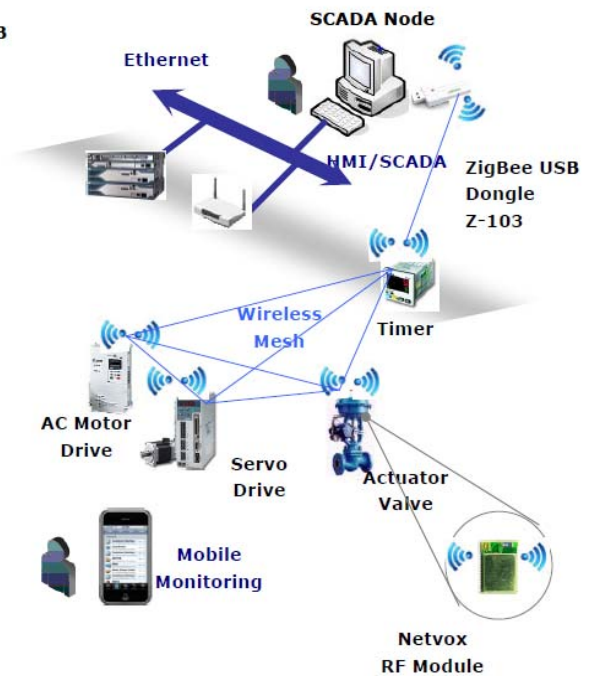 B
SCADA Node
Ethernet
HMI/SCADA
ZigBee USB
Dongle
Z-103
Wireless
Mesh
Timer
AC Motor
Drive
Servo
Drive
Actuator
Valve
Mobile
Monitoring
Netvox
RF Module